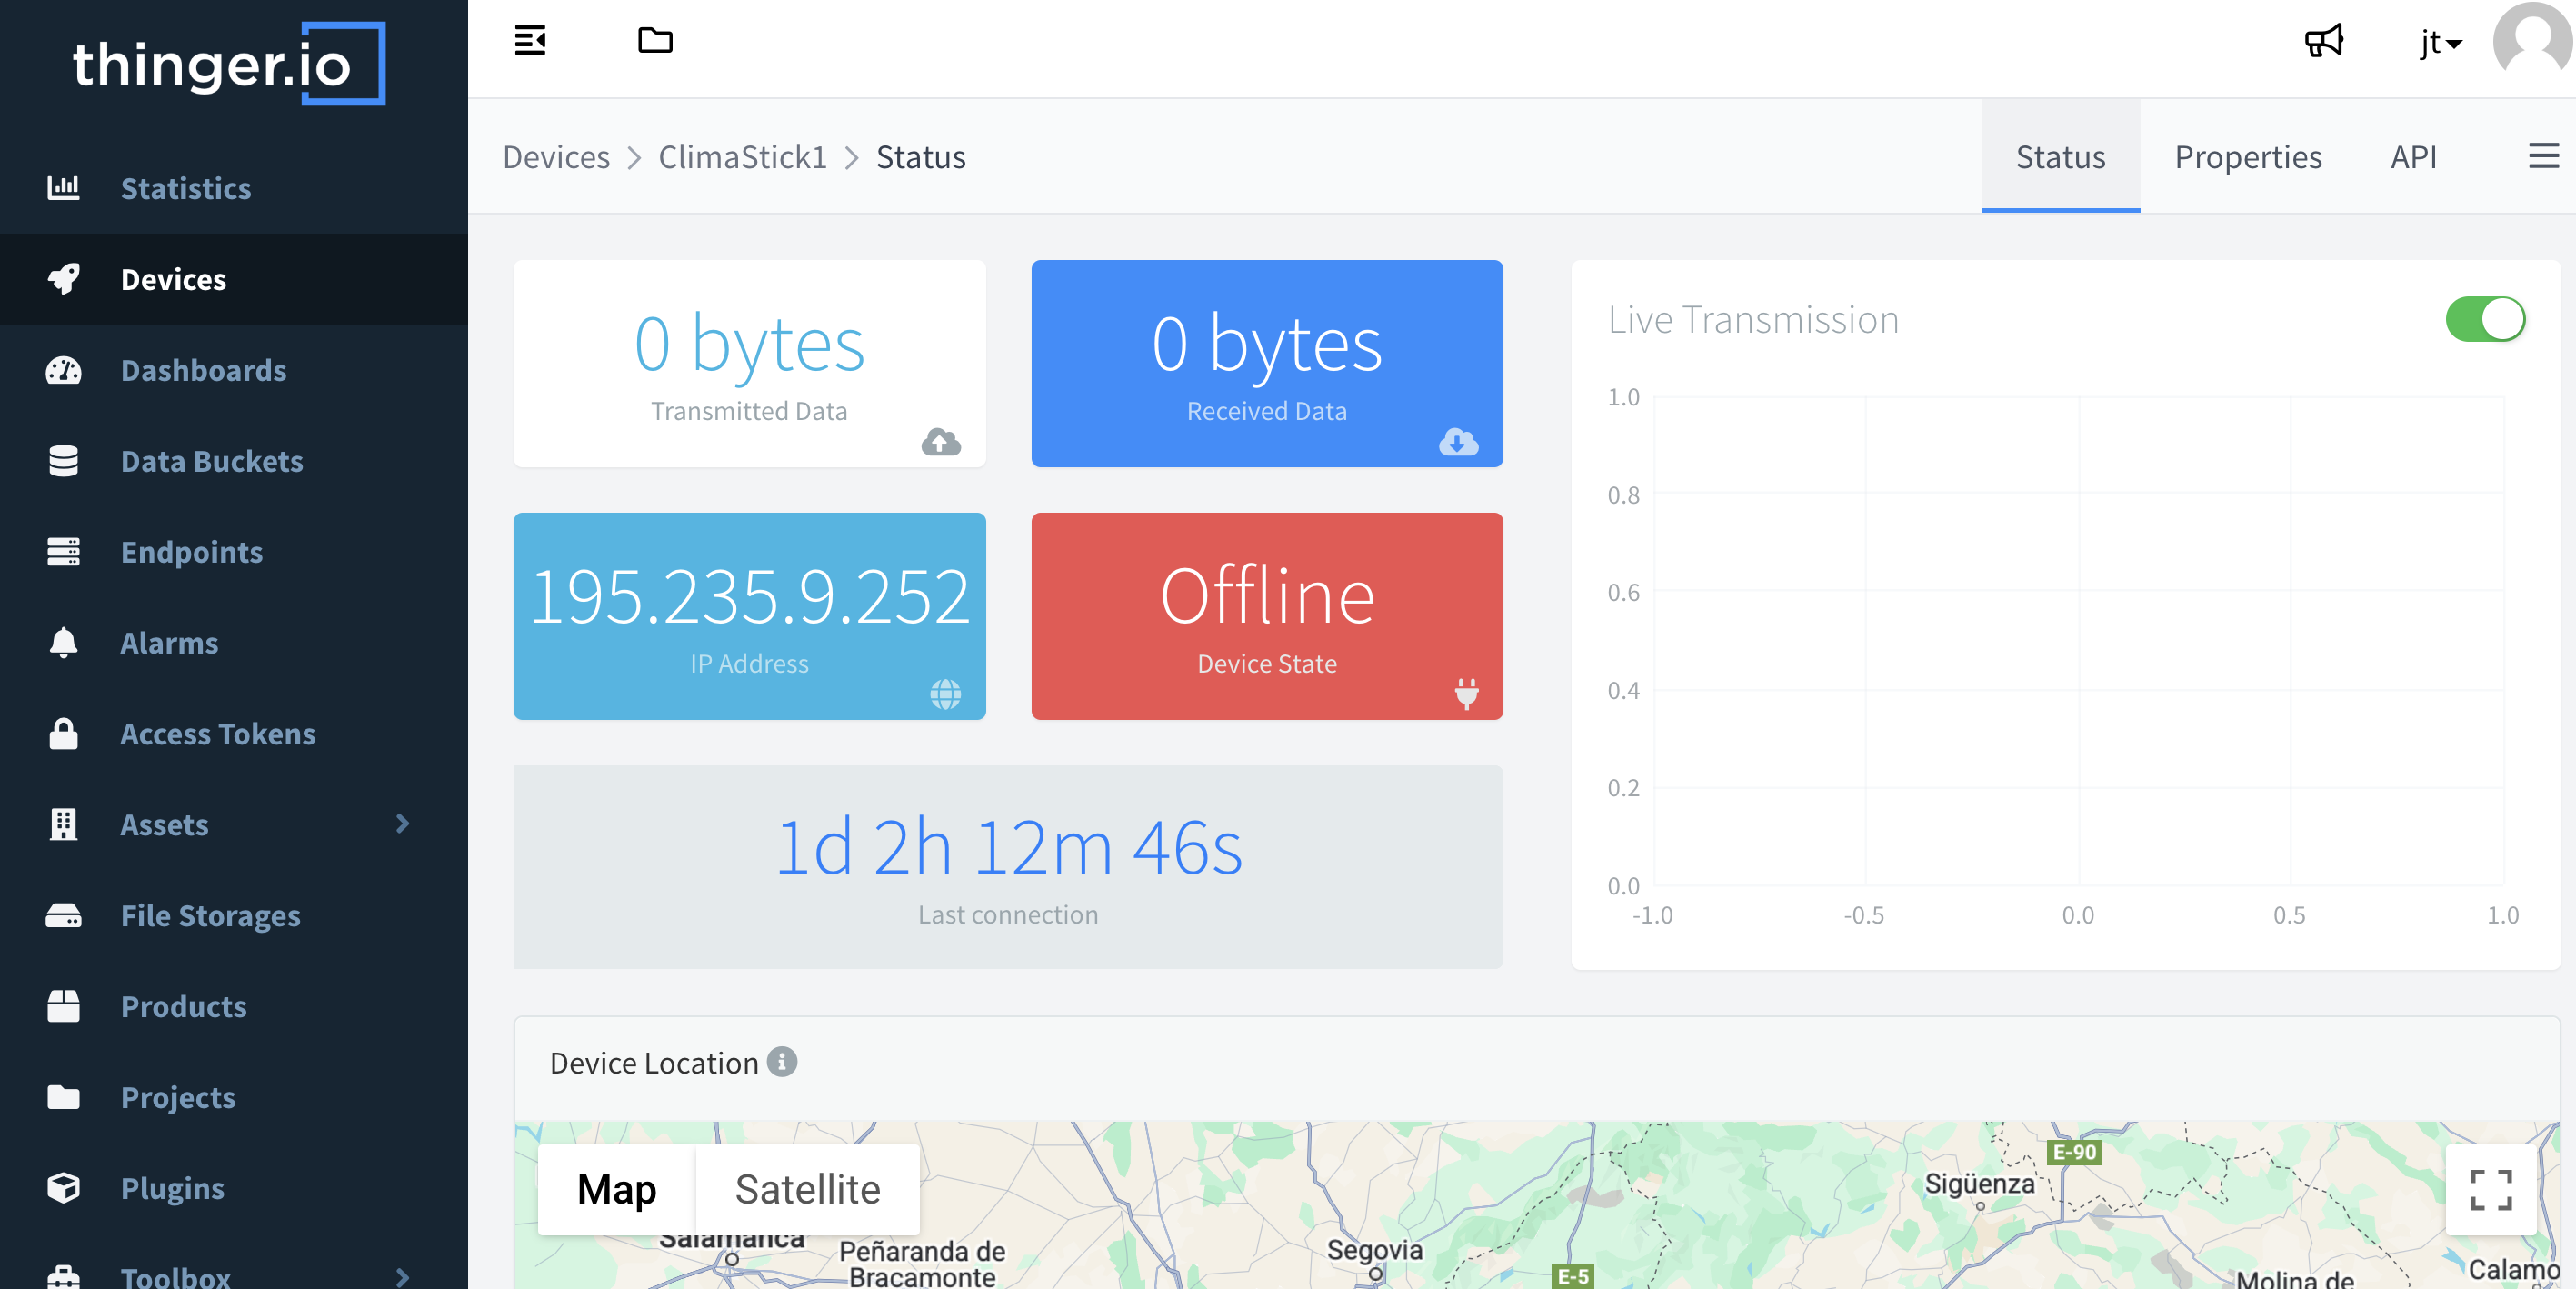 thinger.io
jt
Statistics
Devices
Dashboards
Data Buckets
Endpoints
Alarms
Access Tokens
Assets
File Storages
Products
Projects
Plugins
Toolbox
Devices > ClimaStick1 > Status
Status
Properties
API
0 bytes
Transmitted Data
0 bytes
Received Data
195.235.9.252
IP Address
Offline
Device State
1d 2h 12m 46s
Last connection
Live Transmission
1.0
0.8
0.6
0.4
0.2
0.0
-1.0
-0.5
0.0
0.5
1.0
Device Location
Map
Satellite
Salamanca
Peñaranda de
Bracamonte
Segovia
E-5
Sigüenza
E-90
Molina de
Calamo